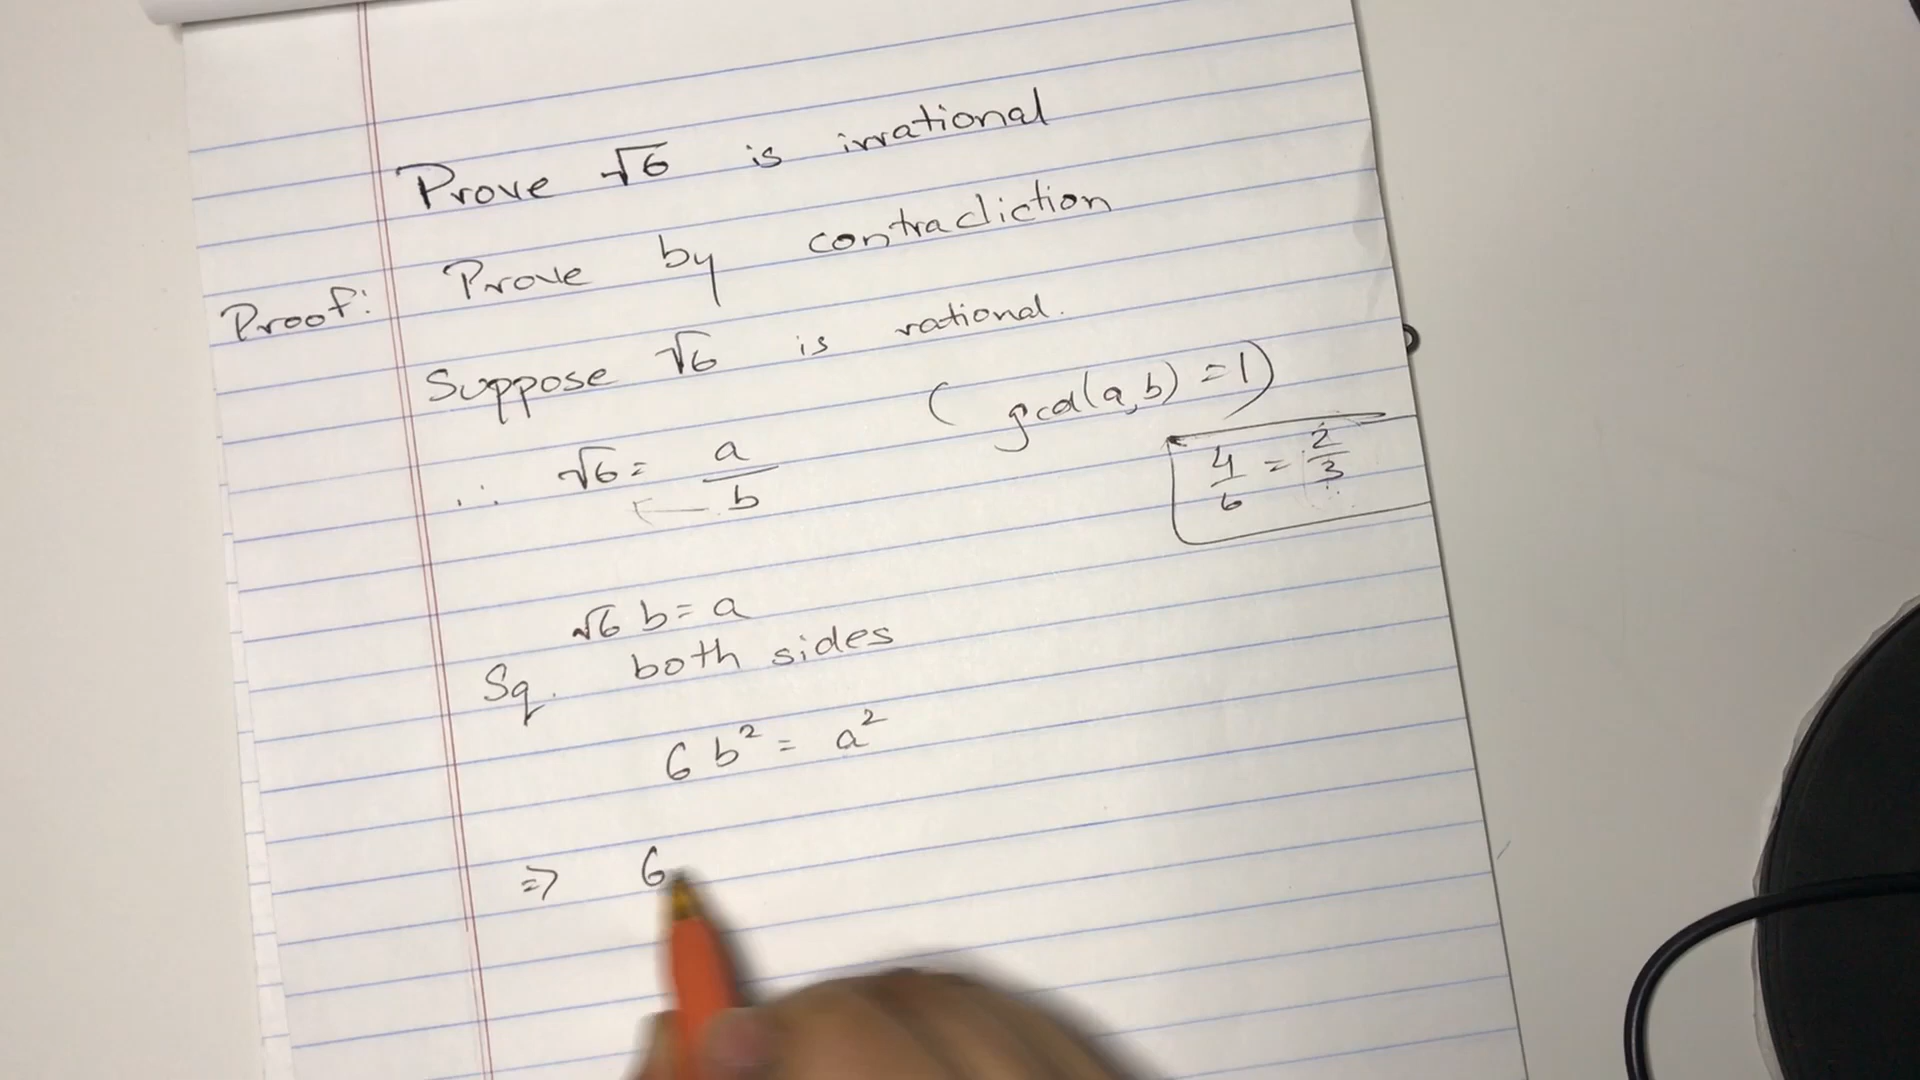 Prove √6 is irrational
Proof: Prove by contradiction
Suppose √6 is rational.
∴ √6 = a/b (gcd(a,b) = 1)
4/6 = 2/3
√6 b = a
Sq. both sides
6 b² = a²
⇒ 6